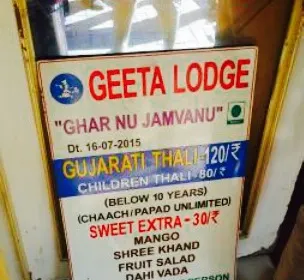 GEETA LODGE
"GHAR NU JAMVANU"
Dt. 16-07-2015
GUJARATI THALI-120/₹
CHILDREN THALI-80/₹
(BELOW 10 YEARS)
(CHAACH/PAPAD UNLIMITED)
SWEET EXTRA-30/₹
MANGO
SHREE KHAND
FRUIT SALAD
DAHI VADA
PERSON